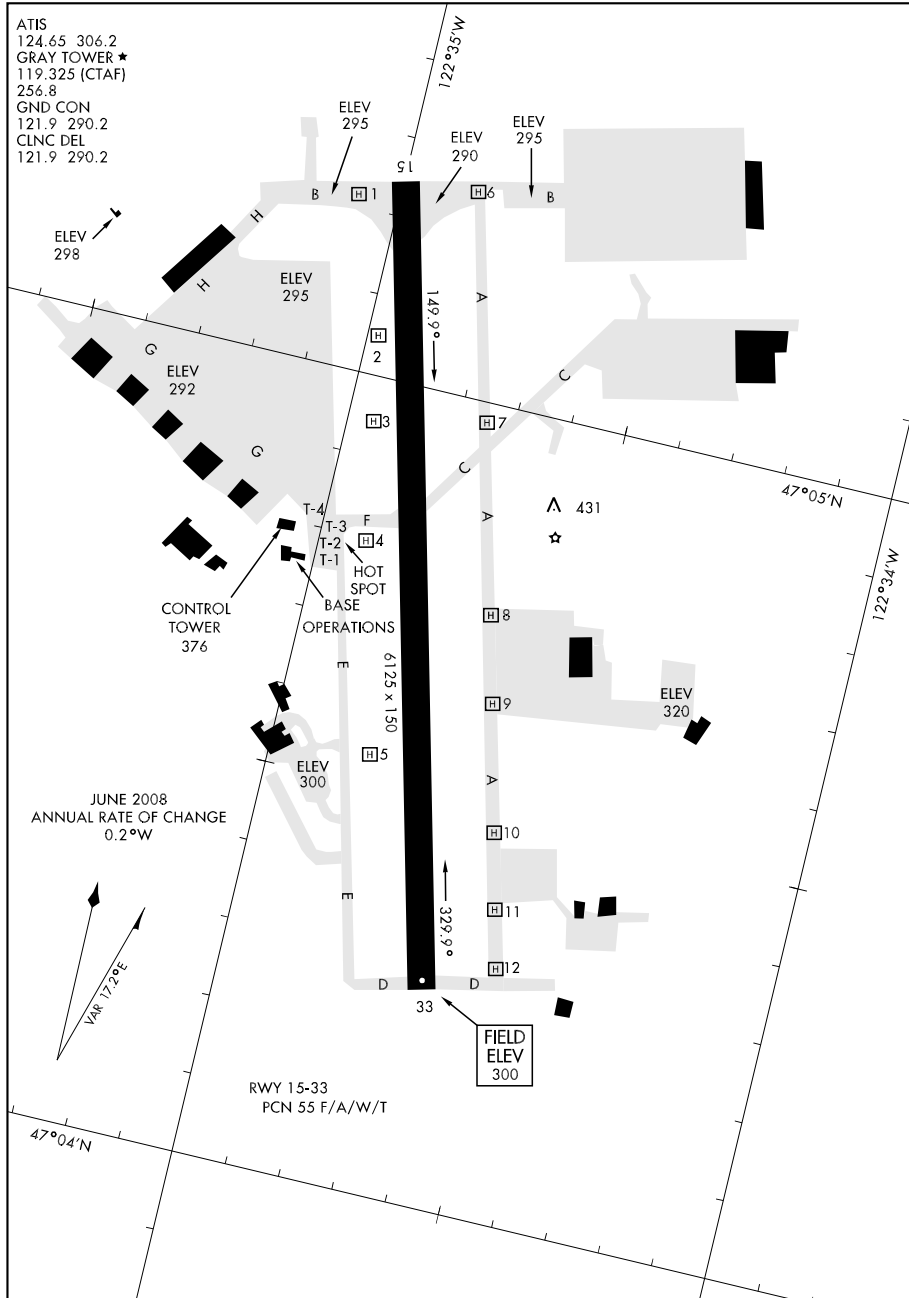 ATIS
124.65 306.2
GRAY TOWER ★
119.325 (CTAF)
256.8
GND CON
121.9 290.2
CLNC DEL
121.9 290.2
122°35'W
ELEV
295
ELEV
290
ELEV
295
15
B
H 1
H 6
B
H
ELEV
298
H
ELEV
295
A
149.9°
H
2
G
ELEV
292
C
H 3
H 7
G
C
47°05'N
T-4
T-3
T-2
T-1
F
H 4
A
431
HOT
SPOT
CONTROL
TOWER
376
BASE
OPERATIONS
122°34'W
H 8
E
6125 x 150
H 9
ELEV
320
H 5
ELEV
300
A
JUNE 2008
ANNUAL RATE OF CHANGE
0.2°W
H 10
E
329.9°
H 11
VAR 17.2°E
H 12
D
D
33
FIELD
ELEV
300
RWY 15-33
PCN 55 F/A/W/T
47°04'N